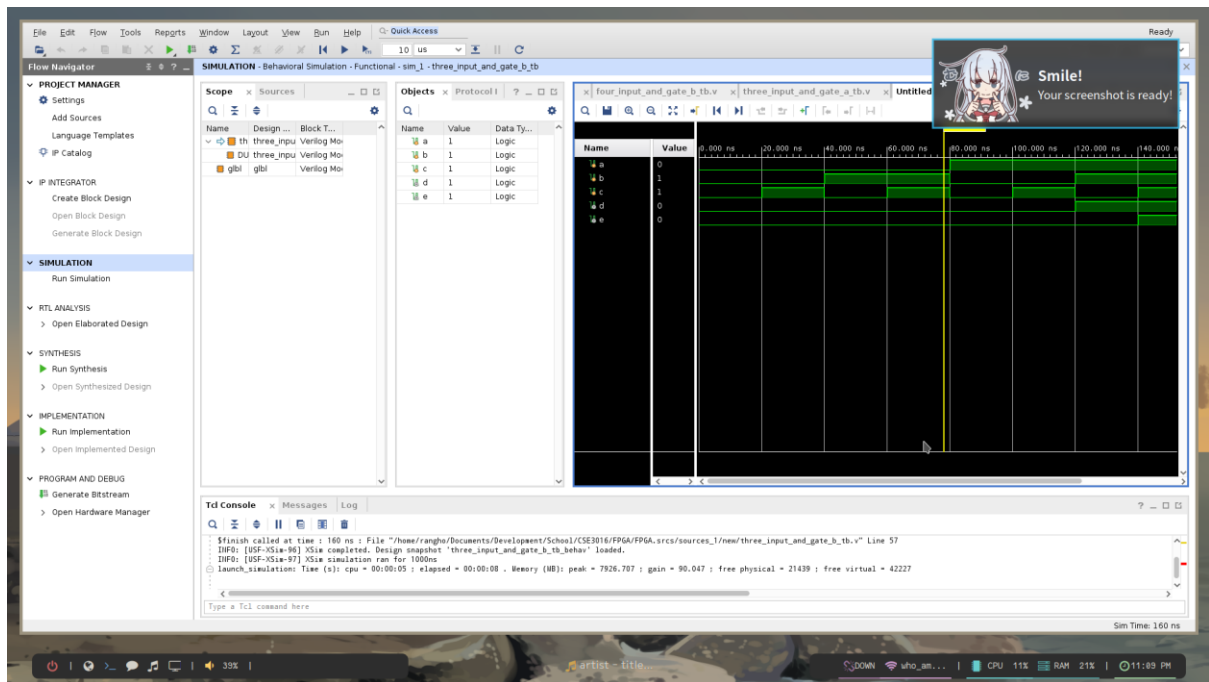 File Edit Flow Tools Reports Window Layout View Run Help Quick Access Ready
10 us
Flow Navigator
SIMULATION - Behavioral Simulation - Functional - sim_1 - three_input_and_gate_b_tb
Smile!
Your screenshot is ready!
PROJECT MANAGER
Settings
Add Sources
Language Templates
IP Catalog
IP INTEGRATOR
Create Block Design
Open Block Design
Generate Block Design
SIMULATION
Run Simulation
RTL ANALYSIS
Open Elaborated Design
SYNTHESIS
Run Synthesis
Open Synthesized Design
IMPLEMENTATION
Run Implementation
Open Implemented Design
PROGRAM AND DEBUG
Generate Bitstream
Open Hardware Manager
Scope Sources
Name Design ... Block T...
th three_inpu Verilog Mo
DU three_inpu Verilog Mo
glbl glbl Verilog Mo
Objects Protocol I
Name Value Data Ty...
a 1 Logic
b 1 Logic
c 1 Logic
d 1 Logic
e 1 Logic
four_input_and_gate_b_tb.v three_input_and_gate_a_tb.v Untitled
Name Value 0.000 ns 20.000 ns 40.000 ns 60.000 ns 80.000 ns 100.000 ns 120.000 ns 140.000 n
a 0
b 1
c 1
d 0
e 0
Tcl Console Messages Log
$finish called at time : 160 ns : File "/home/rangho/Documents/Development/School/CSE3016/FPGA/FPGA.srcs/sources_1/new/three_input_and_gate_b_tb.v" Line 57
INFO: [USF-XSim-96] XSim completed. Design snapshot 'three_input_and_gate_b_tb_behav' loaded.
INFO: [USF-XSim-97] XSim simulation ran for 1000ns
launch_simulation: Time (s): cpu = 00:00:05 ; elapsed = 00:00:08 . Memory (MB): peak = 7926.707 ; gain = 90.047 ; free physical = 21439 ; free virtual = 42227
Type a Tcl command here
Sim Time: 160 ns
39% artist - title... DOWN who_am... CPU 11% RAM 21% 11:09 PM